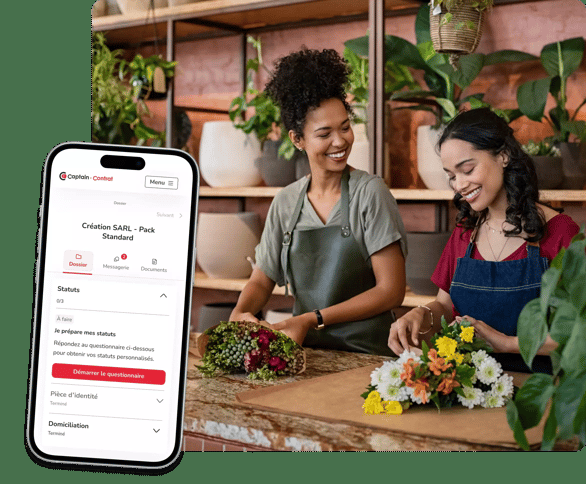 Captain Contrat
Menu
Dossier
Suivant
Création SARL - Pack
Standard
Dossier
Messagerie
Documents
Statuts
0/3
À faire
Je prépare mes statuts
Répondez au questionnaire ci-dessous
pour obtenir vos statuts personnalisés.
Démarrer le questionnaire
Pièce d'identité
Terminé
Domiciliation
Terminé